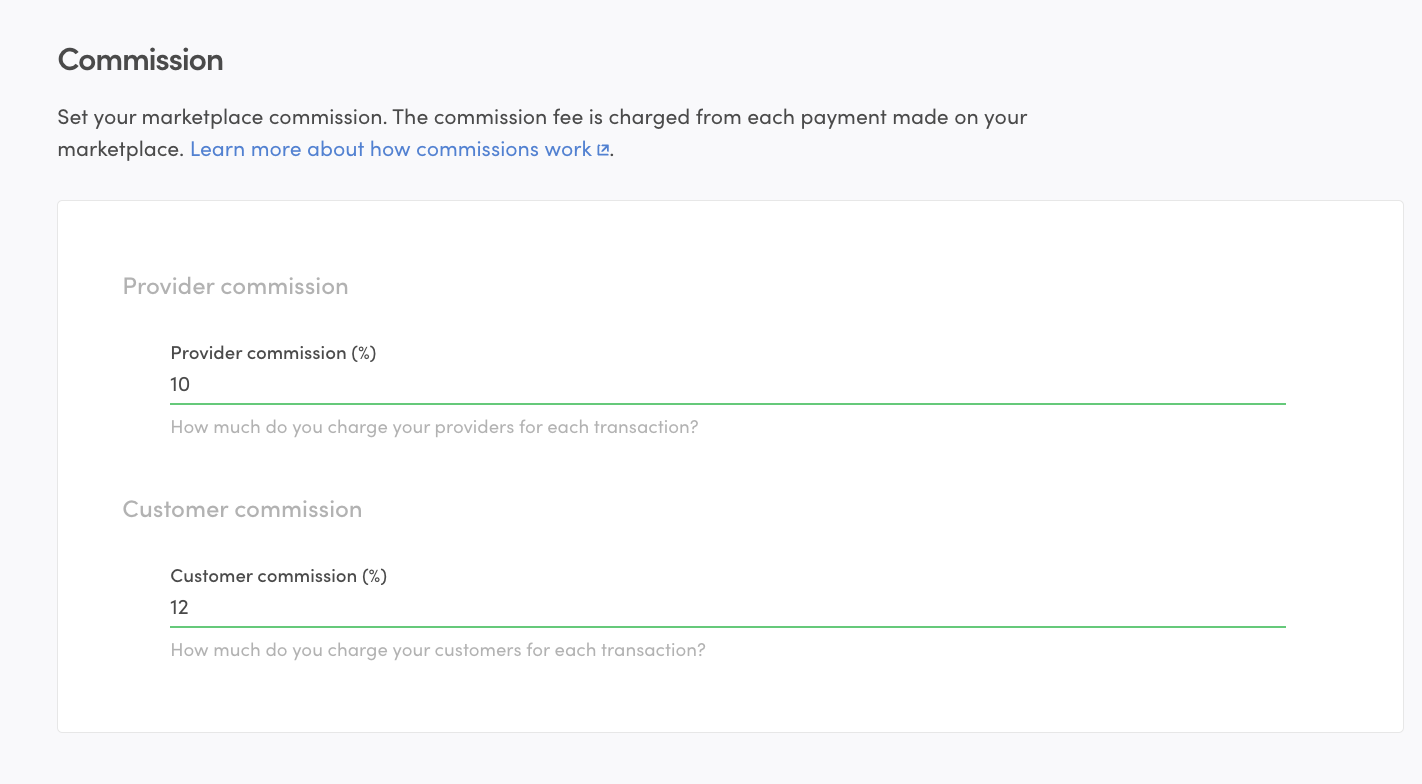 Commission
Set your marketplace commission. The commission fee is charged from each payment made on your
marketplace. Learn more about how commissions work.
Provider commission
Provider commission (%)
10
How much do you charge your providers for each transaction?
Customer commission
Customer commission (%)
12
How much do you charge your customers for each transaction?